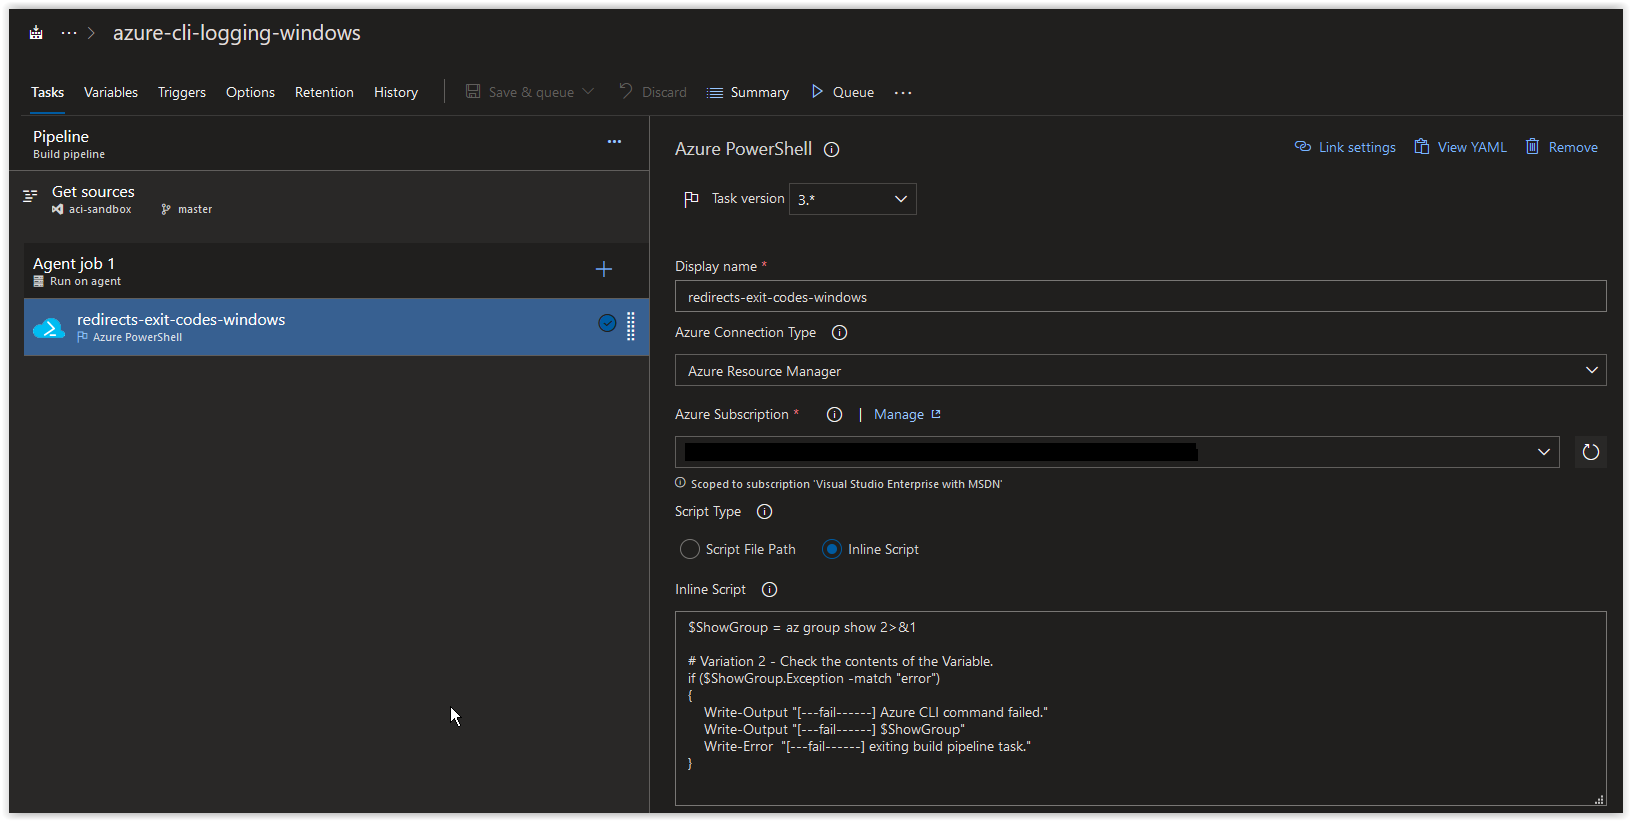 ··· > azure-cli-logging-windows
Tasks Variables Triggers Options Retention History Save & queue Discard Summary Queue ···
Pipeline ···
Build pipeline
Get sources
aci-sandbox master
Agent job 1 +
Run on agent
redirects-exit-codes-windows
Azure PowerShell
Azure PowerShell Link settings View YAML Remove
Task version 3.*
Display name *
redirects-exit-codes-windows
Azure Connection Type
Azure Resource Manager
Azure Subscription * | Manage
Scoped to subscription 'Visual Studio Enterprise with MSDN'
Script Type
Script File Path Inline Script
Inline Script
$ShowGroup = az group show 2>&1
# Variation 2 - Check the contents of the Variable.
if ($ShowGroup.Exception -match "error")
{
Write-Output "[---fail------] Azure CLI command failed."
Write-Output "[---fail------] $ShowGroup"
Write-Error  "[---fail------] exiting build pipeline task."
}